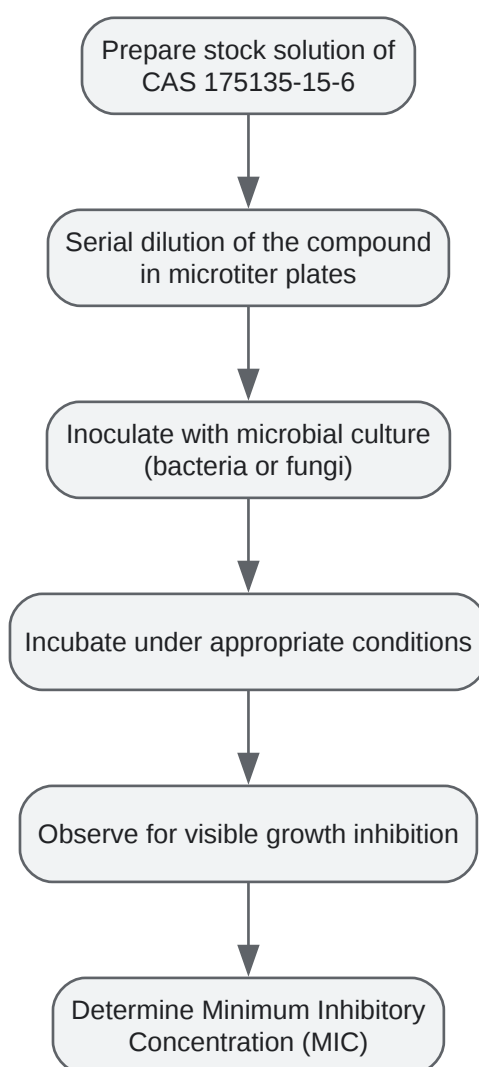 Prepare stock solution of
CAS 175135-15-6
Serial dilution of the compound
in microtiter plates
Inoculate with microbial culture
(bacteria or fungi)
Incubate under appropriate conditions
Observe for visible growth inhibition
Determine Minimum Inhibitory
Concentration (MIC)